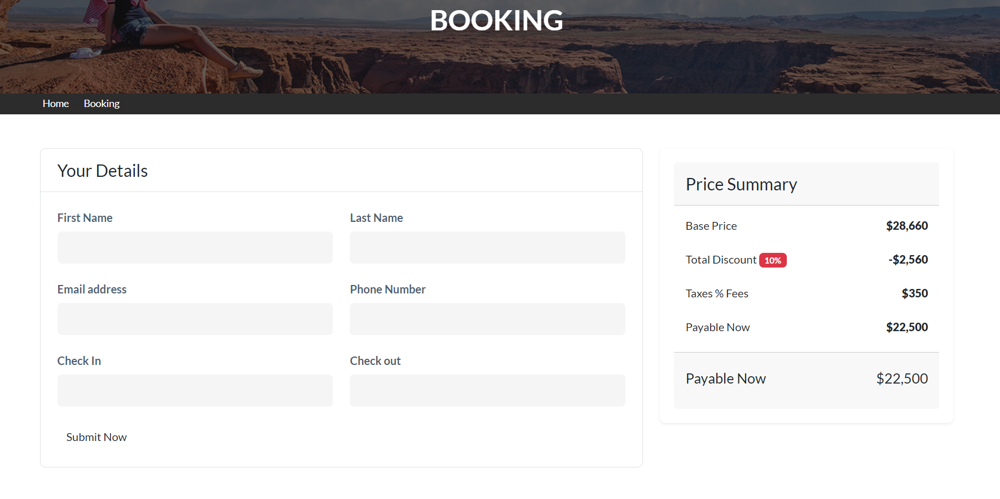 BOOKING
Home Booking
Your Details
First Name Last Name
Email address Phone Number
Check In Check out
Submit Now
Price Summary
Base Price $28,660
Total Discount 10% -$2,560
Taxes % Fees $350
Payable Now $22,500
Payable Now $22,500